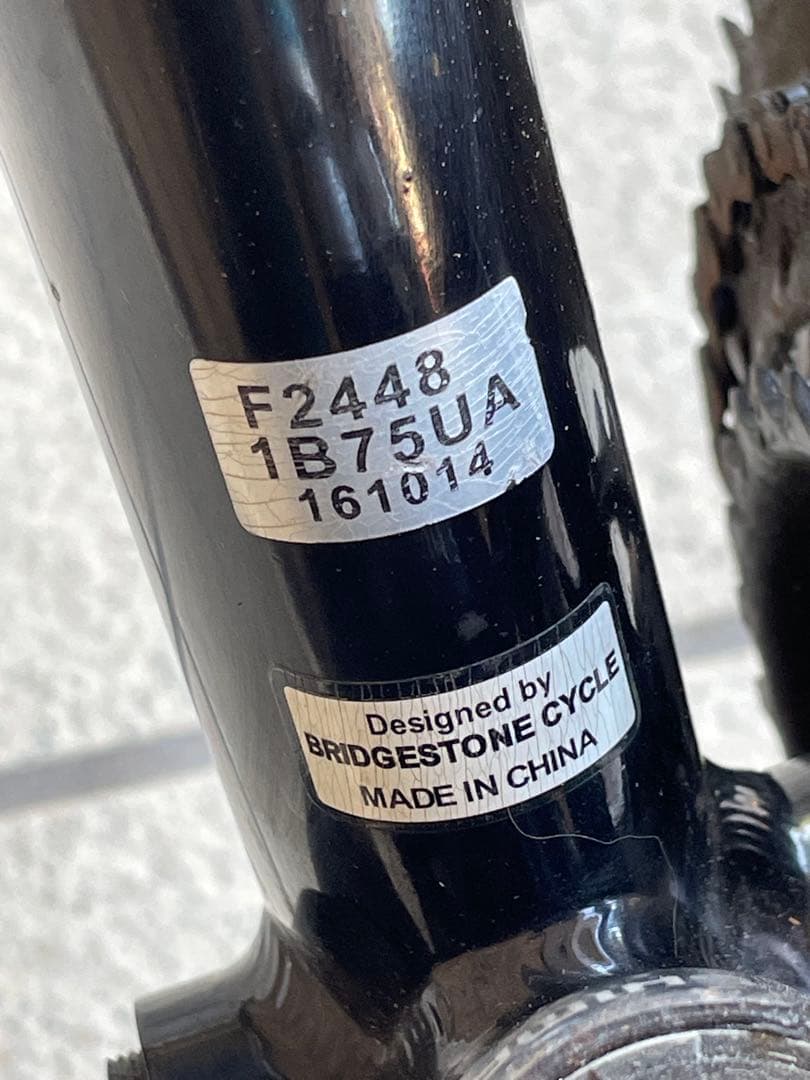 F2448
1B75UA
161014
Designed by
BRIDGESTONE CYCLE
MADE IN CHINA